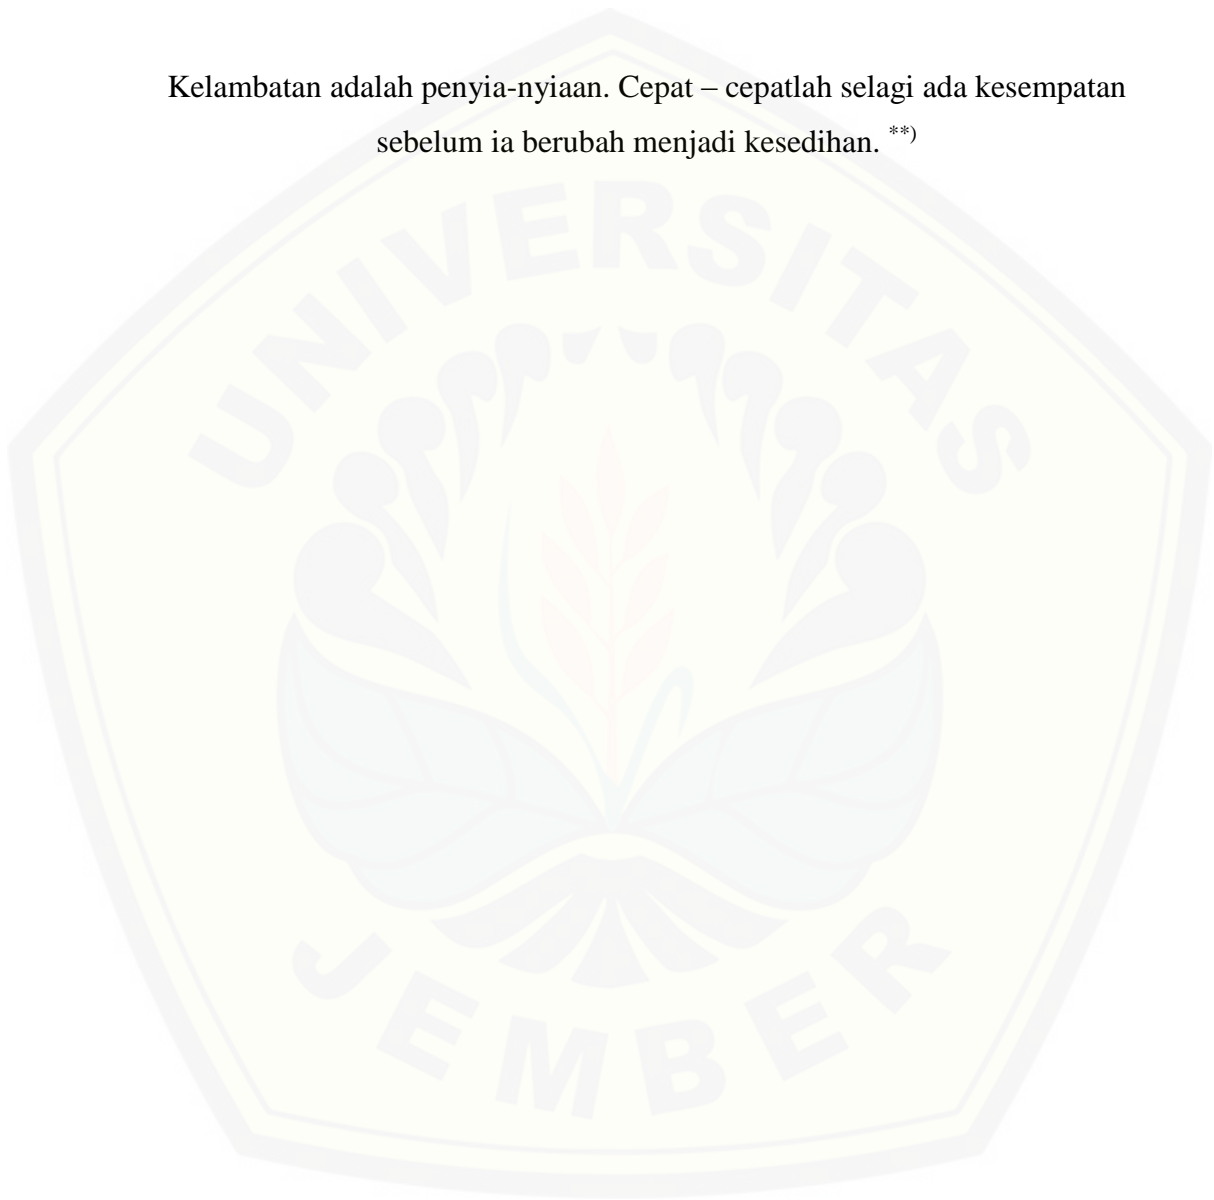 Kelambatan adalah penyia-nyiaan. Cepat – cepatlah selagi ada kesempatan
sebelum ia berubah menjadi kesedihan. **)
UNIVERSITAS
JEMBER